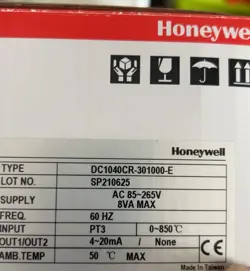 Honeywell
Honeywell
TYPE DC1040CR-301000-E
LOT NO. SP210625
SUPPLY AC 85~265V
8VA MAX
FREQ. 60 HZ
INPUT PT3 0~850℃
OUT1/OUT2 4~20mA / None
AMB.TEMP 50 ℃ MAX
Made In Taiwan